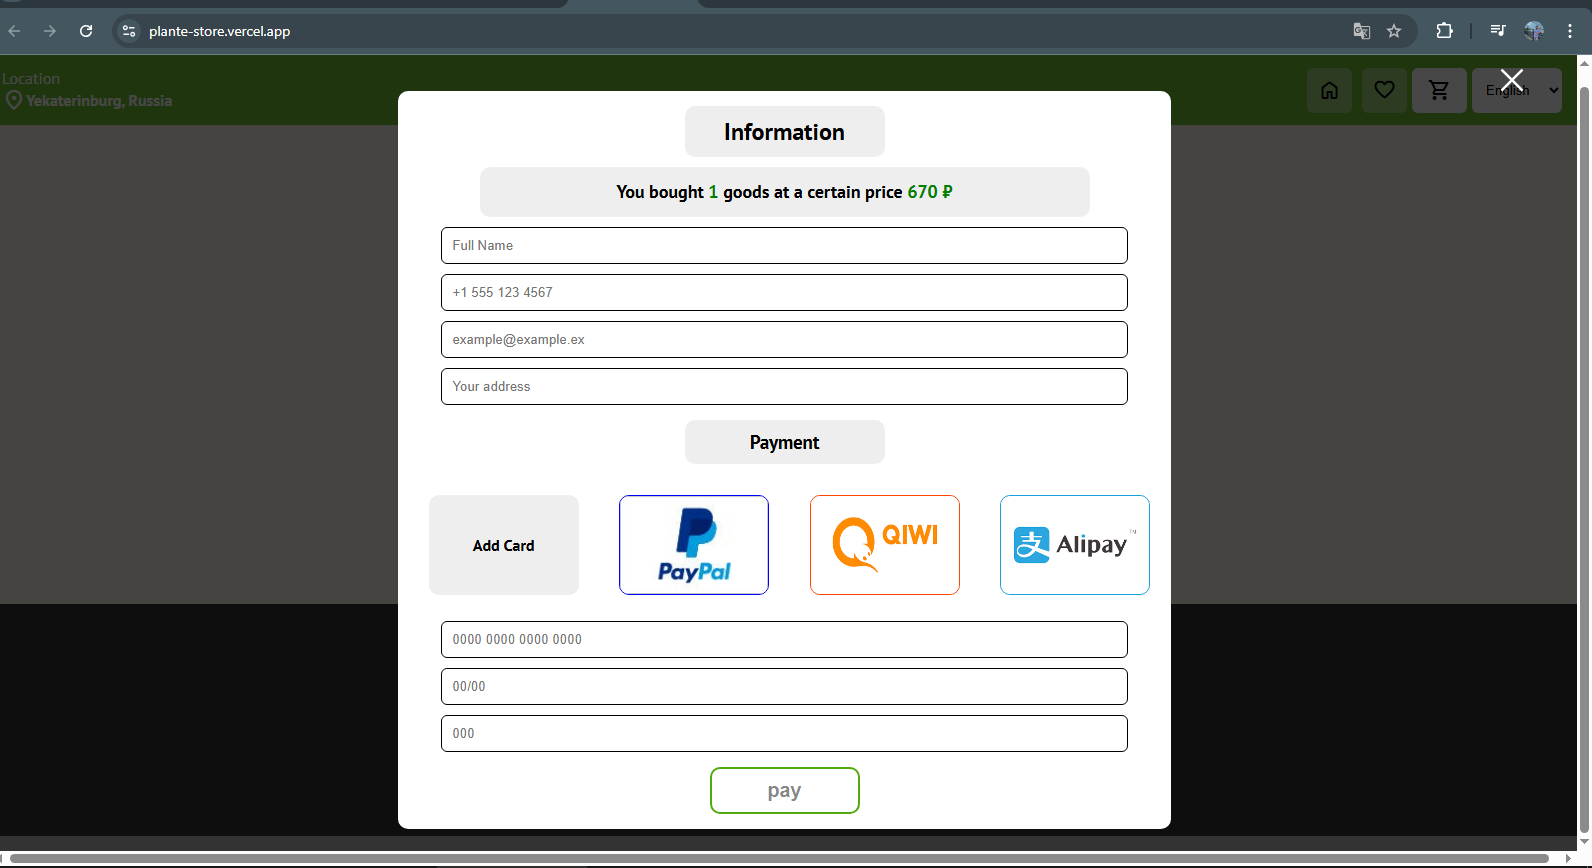 plante-store.vercel.app
Location
Yekaterinburg, Russia
English
Information
You bought 1 goods at a certain price 670 ₽
Full Name
+1 555 123 4567
example@example.ex
Your address
Payment
Add Card
PayPal
QIWI
支 Alipay™
0000 0000 0000 0000
00/00
000
pay